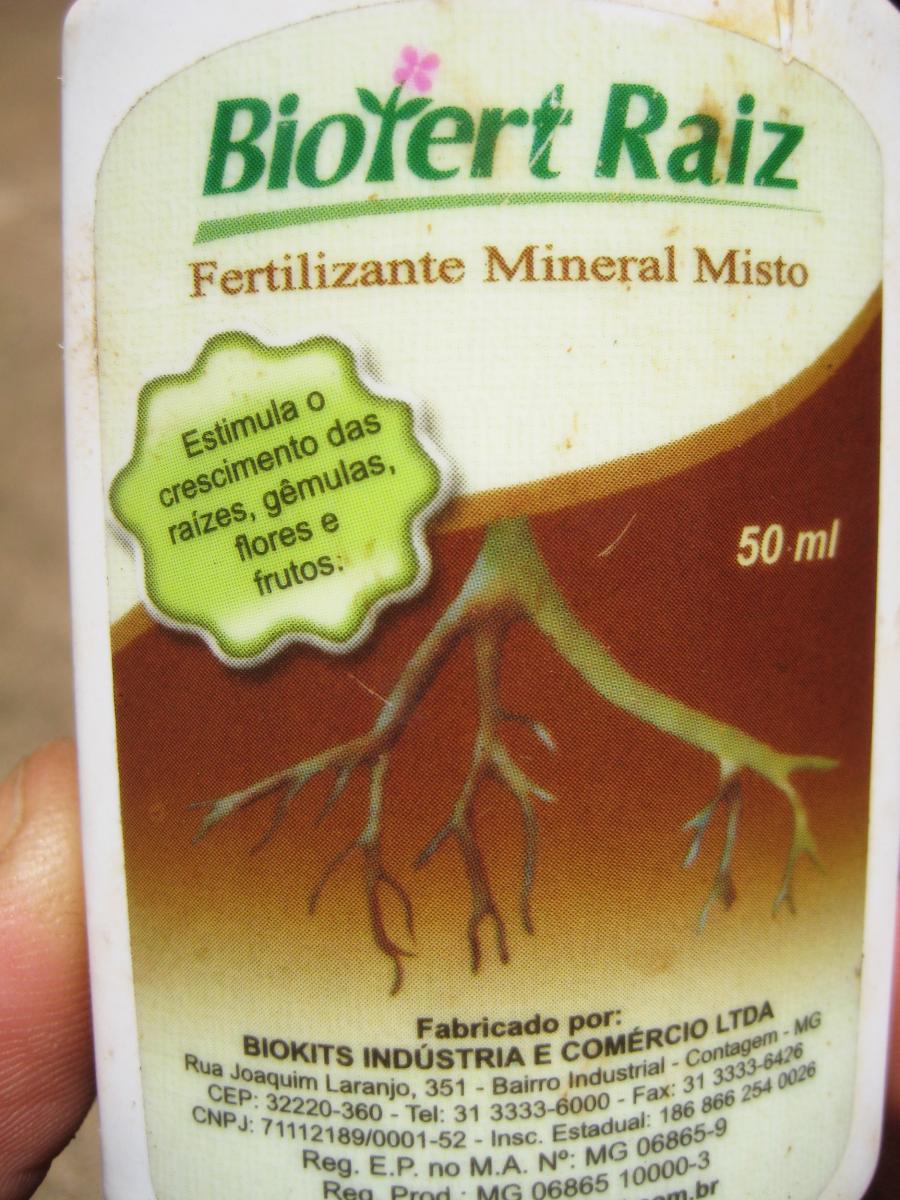 Biofert Raiz
Fertilizante Mineral Misto
Estimula o
crescimento das
raízes, gêmulas,
flores e
frutos.
50 ml
Fabricado por:
BIOKITS INDÚSTRIA E COMÉRCIO LTDA
Rua Joaquim Laranjo, 351 - Bairro Industrial - Contagem - MG
CEP: 32220-360 - Tel: 31 3333-6000 - Fax: 31 3333-6426
CNPJ: 71112189/0001-52 - Insc. Estadual: 186 866 254 0026
Reg. E.P. no M.A. Nº: MG 06865-9
Reg. Prod.: MG 06865 10000-3